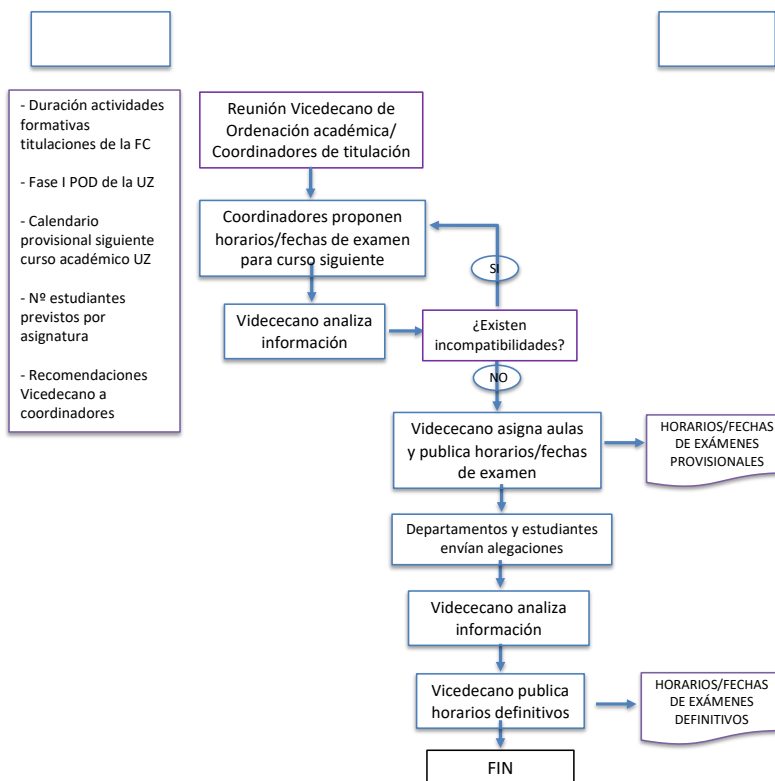 - Duración actividades
formativas
titulaciones de la FC
- Fase I POD de la UZ
- Calendario
provisional siguiente
curso académico UZ
- Nº estudiantes
previstos por
asignatura
- Recomendaciones
Vicedecano a
coordinadores
Reunión Vicedecano de
Ordenación académica/
Coordinadores de titulación
Coordinadores proponen
horarios/fechas de examen
para curso siguiente
SI
Vidececano analiza
información
¿Existen
incompatibilidades?
NO
Vidececano asigna aulas
y publica horarios/fechas
de examen
HORARIOS/FECHAS
DE EXÁMENES
PROVISIONALES
Departamentos y estudiantes
envían alegaciones
Vidececano analiza
información
Vicedecano publica
horarios definitivos
HORARIOS/FECHAS
DE EXÁMENES
DEFINITIVOS
FIN